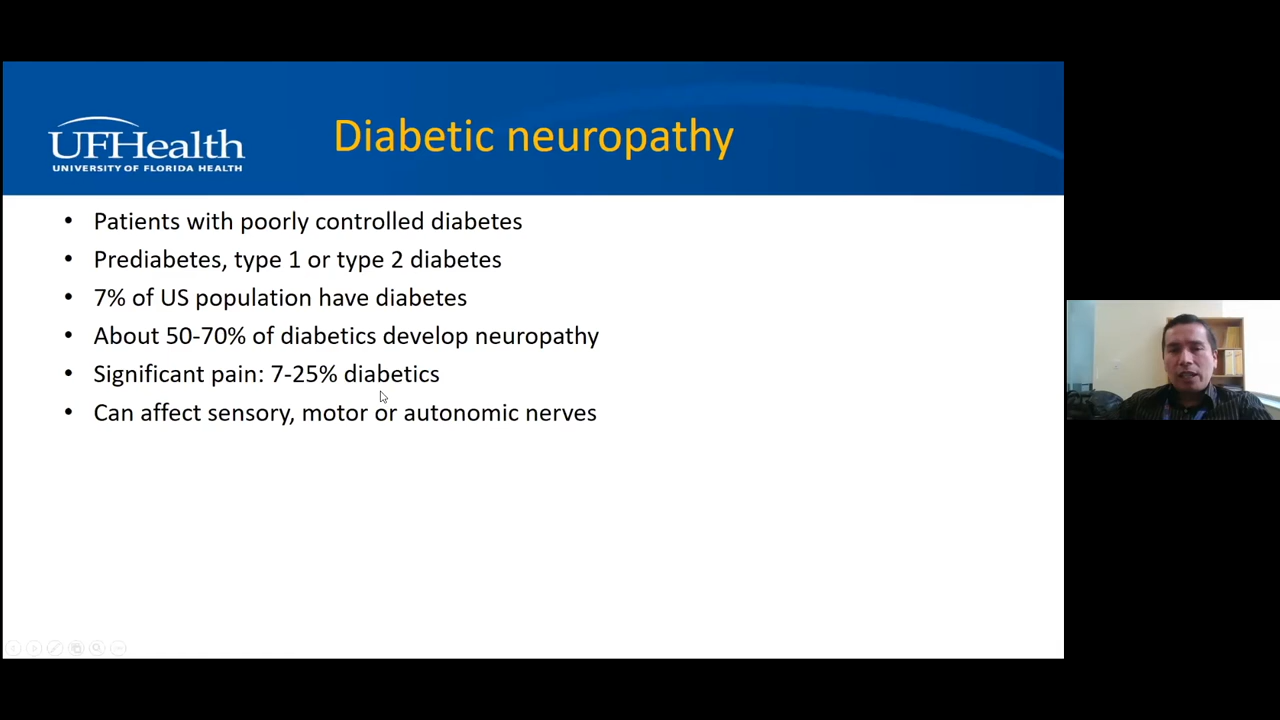 UFHealth
UNIVERSITY OF FLORIDA HEALTH
Diabetic neuropathy
• Patients with poorly controlled diabetes
• Prediabetes, type 1 or type 2 diabetes
• 7% of US population have diabetes
• About 50-70% of diabetics develop neuropathy
• Significant pain: 7-25% diabetics
• Can affect sensory, motor or autonomic nerves